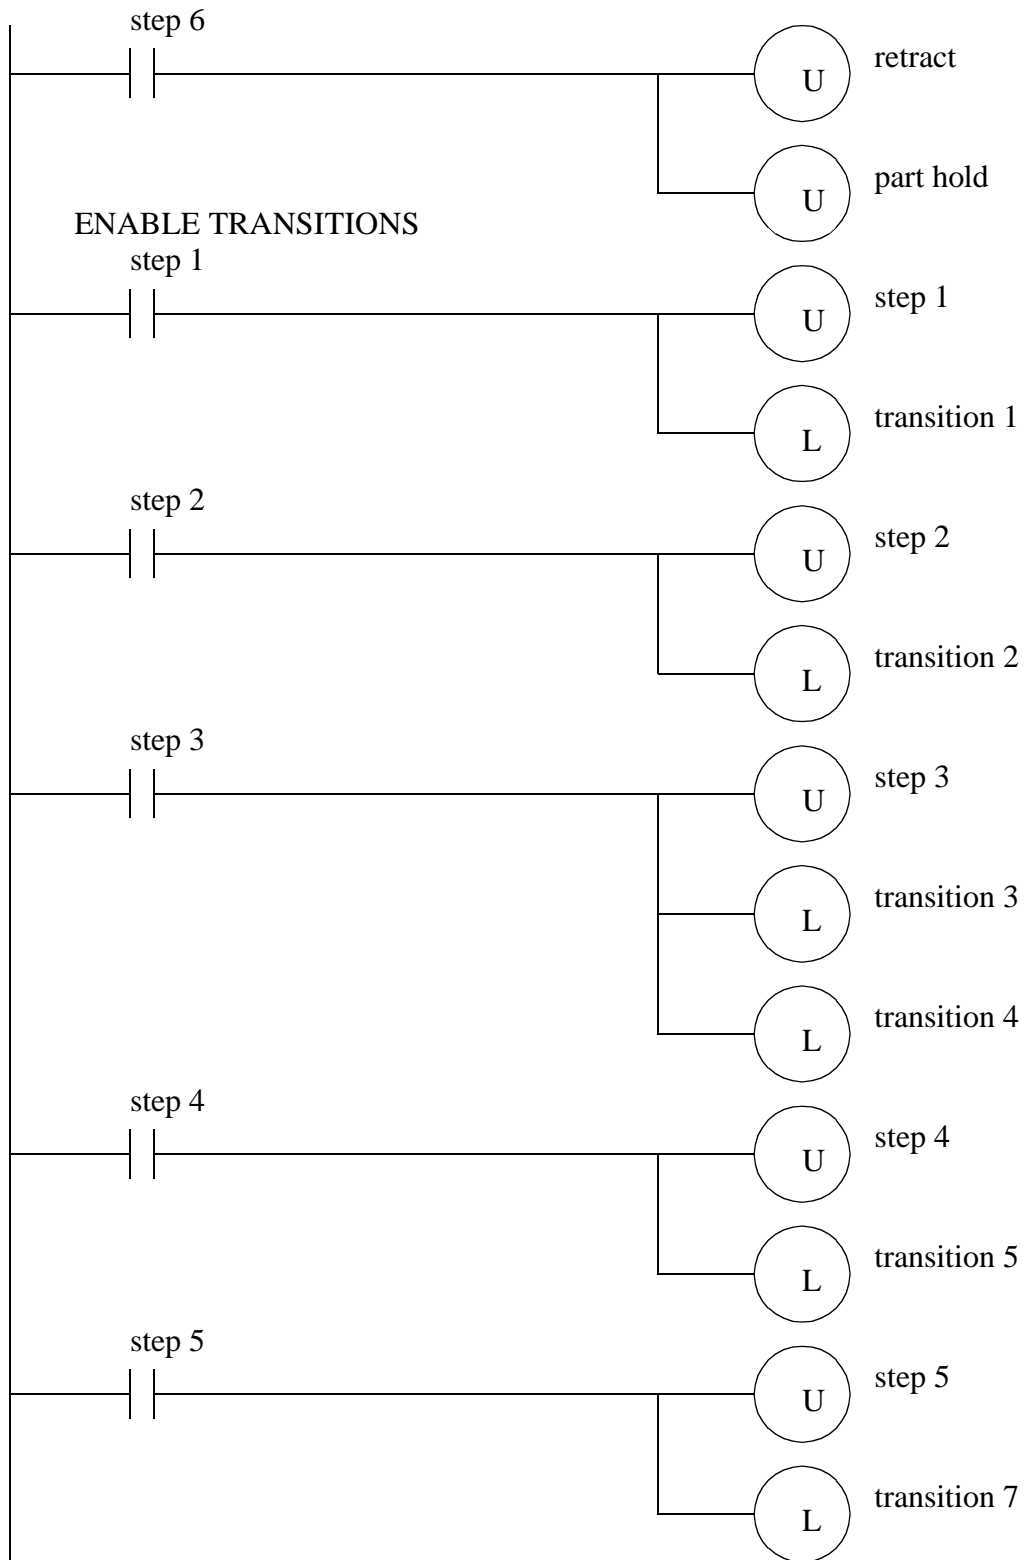 step 6
retract
U
part hold
U
ENABLE TRANSITIONS
step 1
step 1
U
transition 1
L
step 2
step 2
U
transition 2
L
step 3
step 3
U
transition 3
L
transition 4
L
step 4
step 4
U
transition 5
L
step 5
step 5
U
transition 7
L